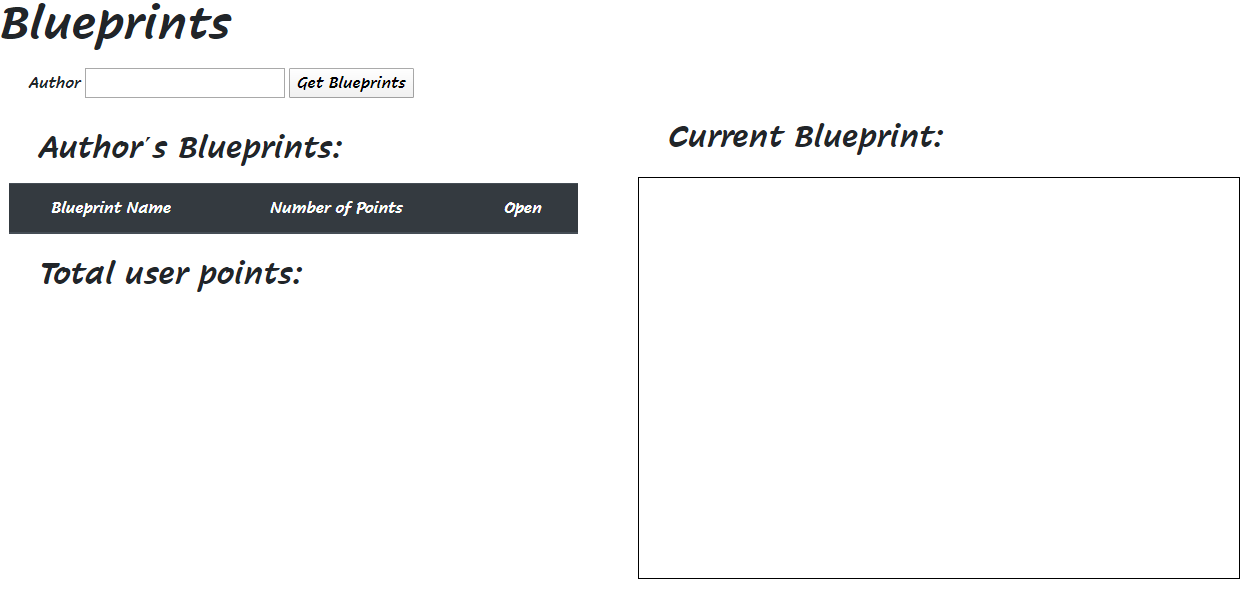 Blueprints
Author Get Blueprints
Author´s Blueprints:
Blueprint Name Number of Points Open
Total user points:
Current Blueprint: